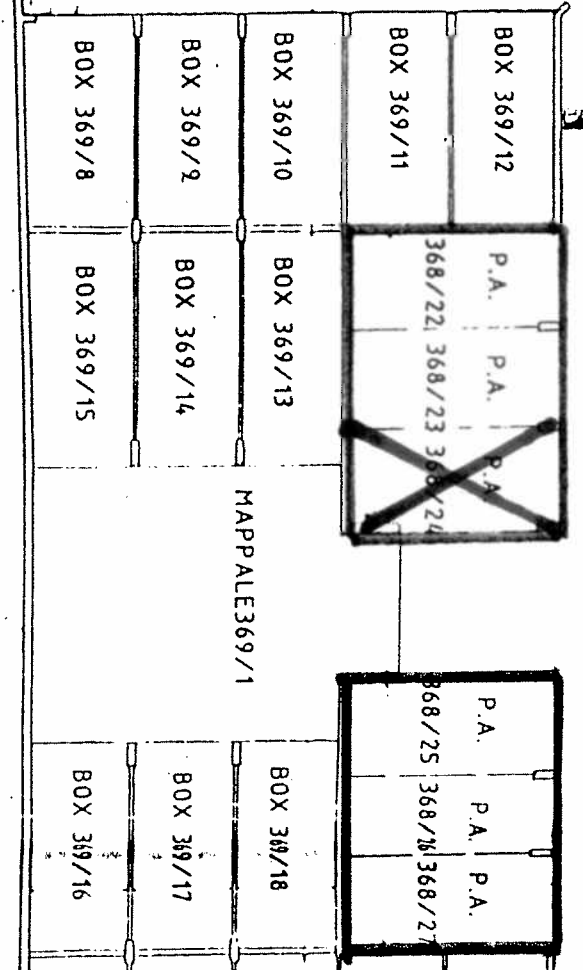 BOX 369/12
BOX 369/11
BOX 369/10
BOX 369/9
BOX 369/8
P.A.
368/22
P.A.
368/23
P.A
368/24
BOX 369/13
BOX 369/14
BOX 369/15
MAPPALE369/1
P.A.
368/25
P.A.
P.A.
368/27
BOX 369/18
BOX 369/17
BOX 369/16